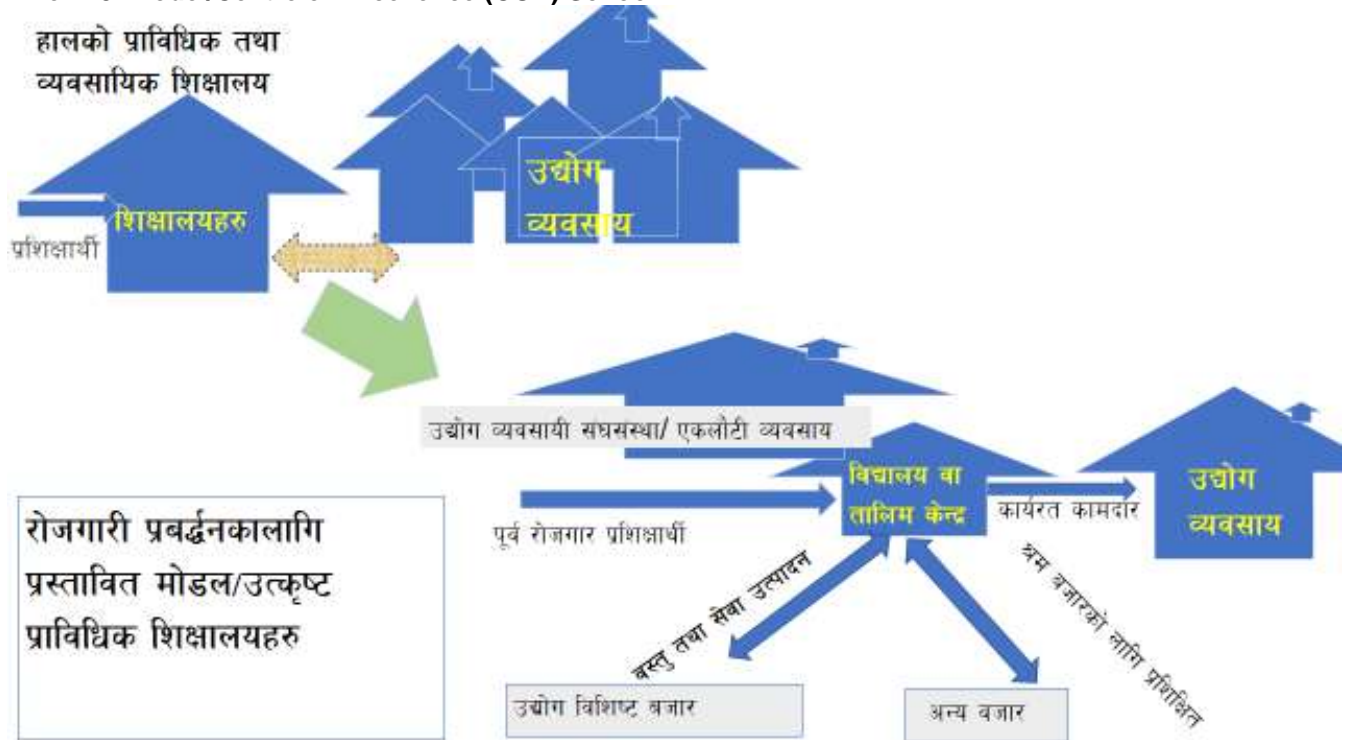 हालको प्राविधिक तथा
व्यवसायिक शिक्षालय
उद्योग
व्यवसाय
शिक्षालयहरु
प्रशिक्षार्थी
उद्योग व्यवसायी संघसंस्था/ एकलौटी व्यवसाय
विद्यालय वा
तालिम केन्द्र
उद्योग
व्यवसाय
पूर्व रोजगार प्रशिक्षार्थी
कार्यरत कामदार
रोजगारी प्रबर्द्धनकालागि
प्रस्तावित मोडल/उत्कृष्ट
प्राविधिक शिक्षालयहरु
वस्तु तथा सेवा उत्पादन
श्रम बजारको लागि प्रशिक्षित
उद्योग विशिष्ट बजार
अन्य बजार